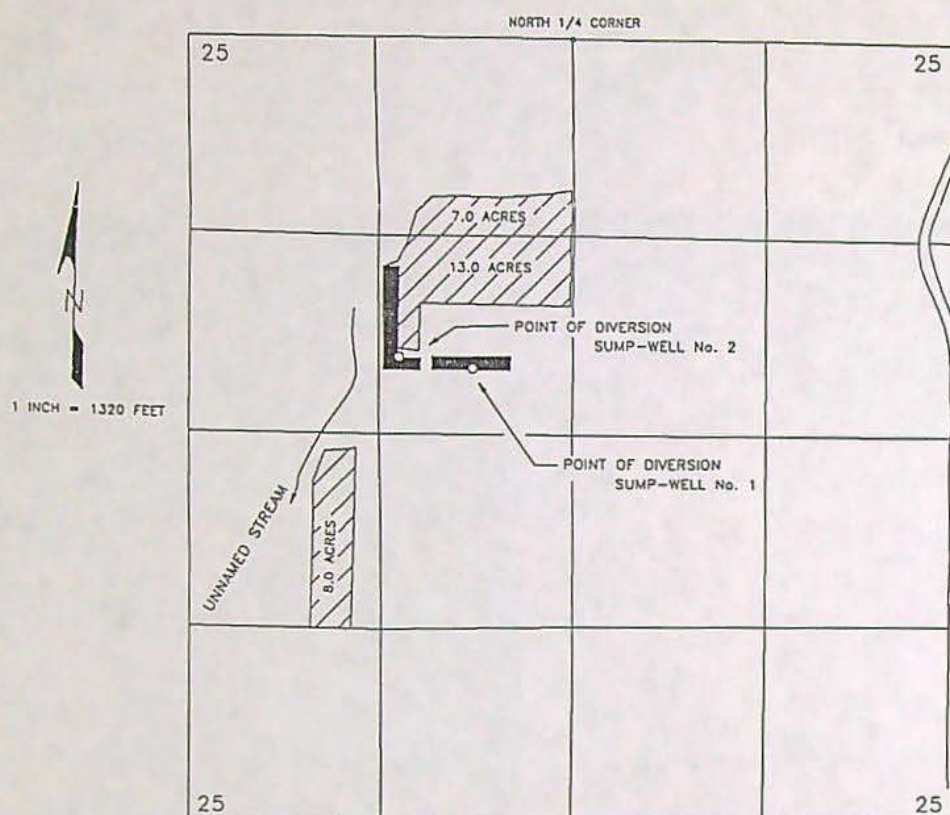 NORTH 1/4 CORNER
25
25
7.0 ACRES
13.0 ACRES
POINT OF DIVERSION
SUMP-WELL No. 2
N
1 INCH = 1320 FEET
POINT OF DIVERSION
SUMP-WELL No. 1
UNNAMED STREAM
8.0 ACRES
25
25